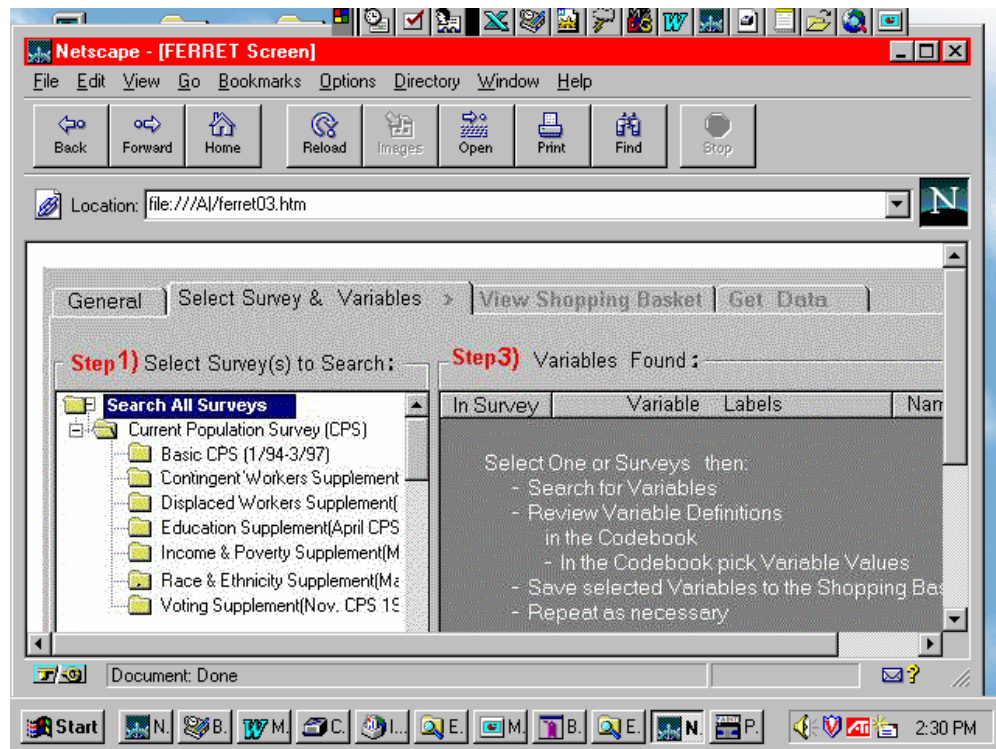 Netscape - [FERRET Screen]
File Edit View Go Bookmarks Options Directory Window Help
Back Forward Home Reload Images Open Print Find Stop
Location: file:///A|/ferret03.htm
N
General Select Survey & Variables > View Shopping Basket Get Data
Step1) Select Survey(s) to Search:
Search All Surveys
Current Population Survey (CPS)
Basic CPS (1/94-3/97)
Contingent Workers Supplement
Displaced Workers Supplement(
Education Supplement(April CPS
Income & Poverty Supplement(M
Race & Ethnicity Supplement(Ma
Voting Supplement(Nov. CPS 19
Step3) Variables Found:
In Survey Variable Labels Nam
Select One or Surveys then:
- Search for Variables
- Review Variable Definitions
in the Codebook
- In the Codebook pick Variable Values
- Save selected Variables to the Shopping Bas
- Repeat as necessary
Document: Done
Start N. B. M. C. I... E. M. B. E. N. P. 2:30 PM